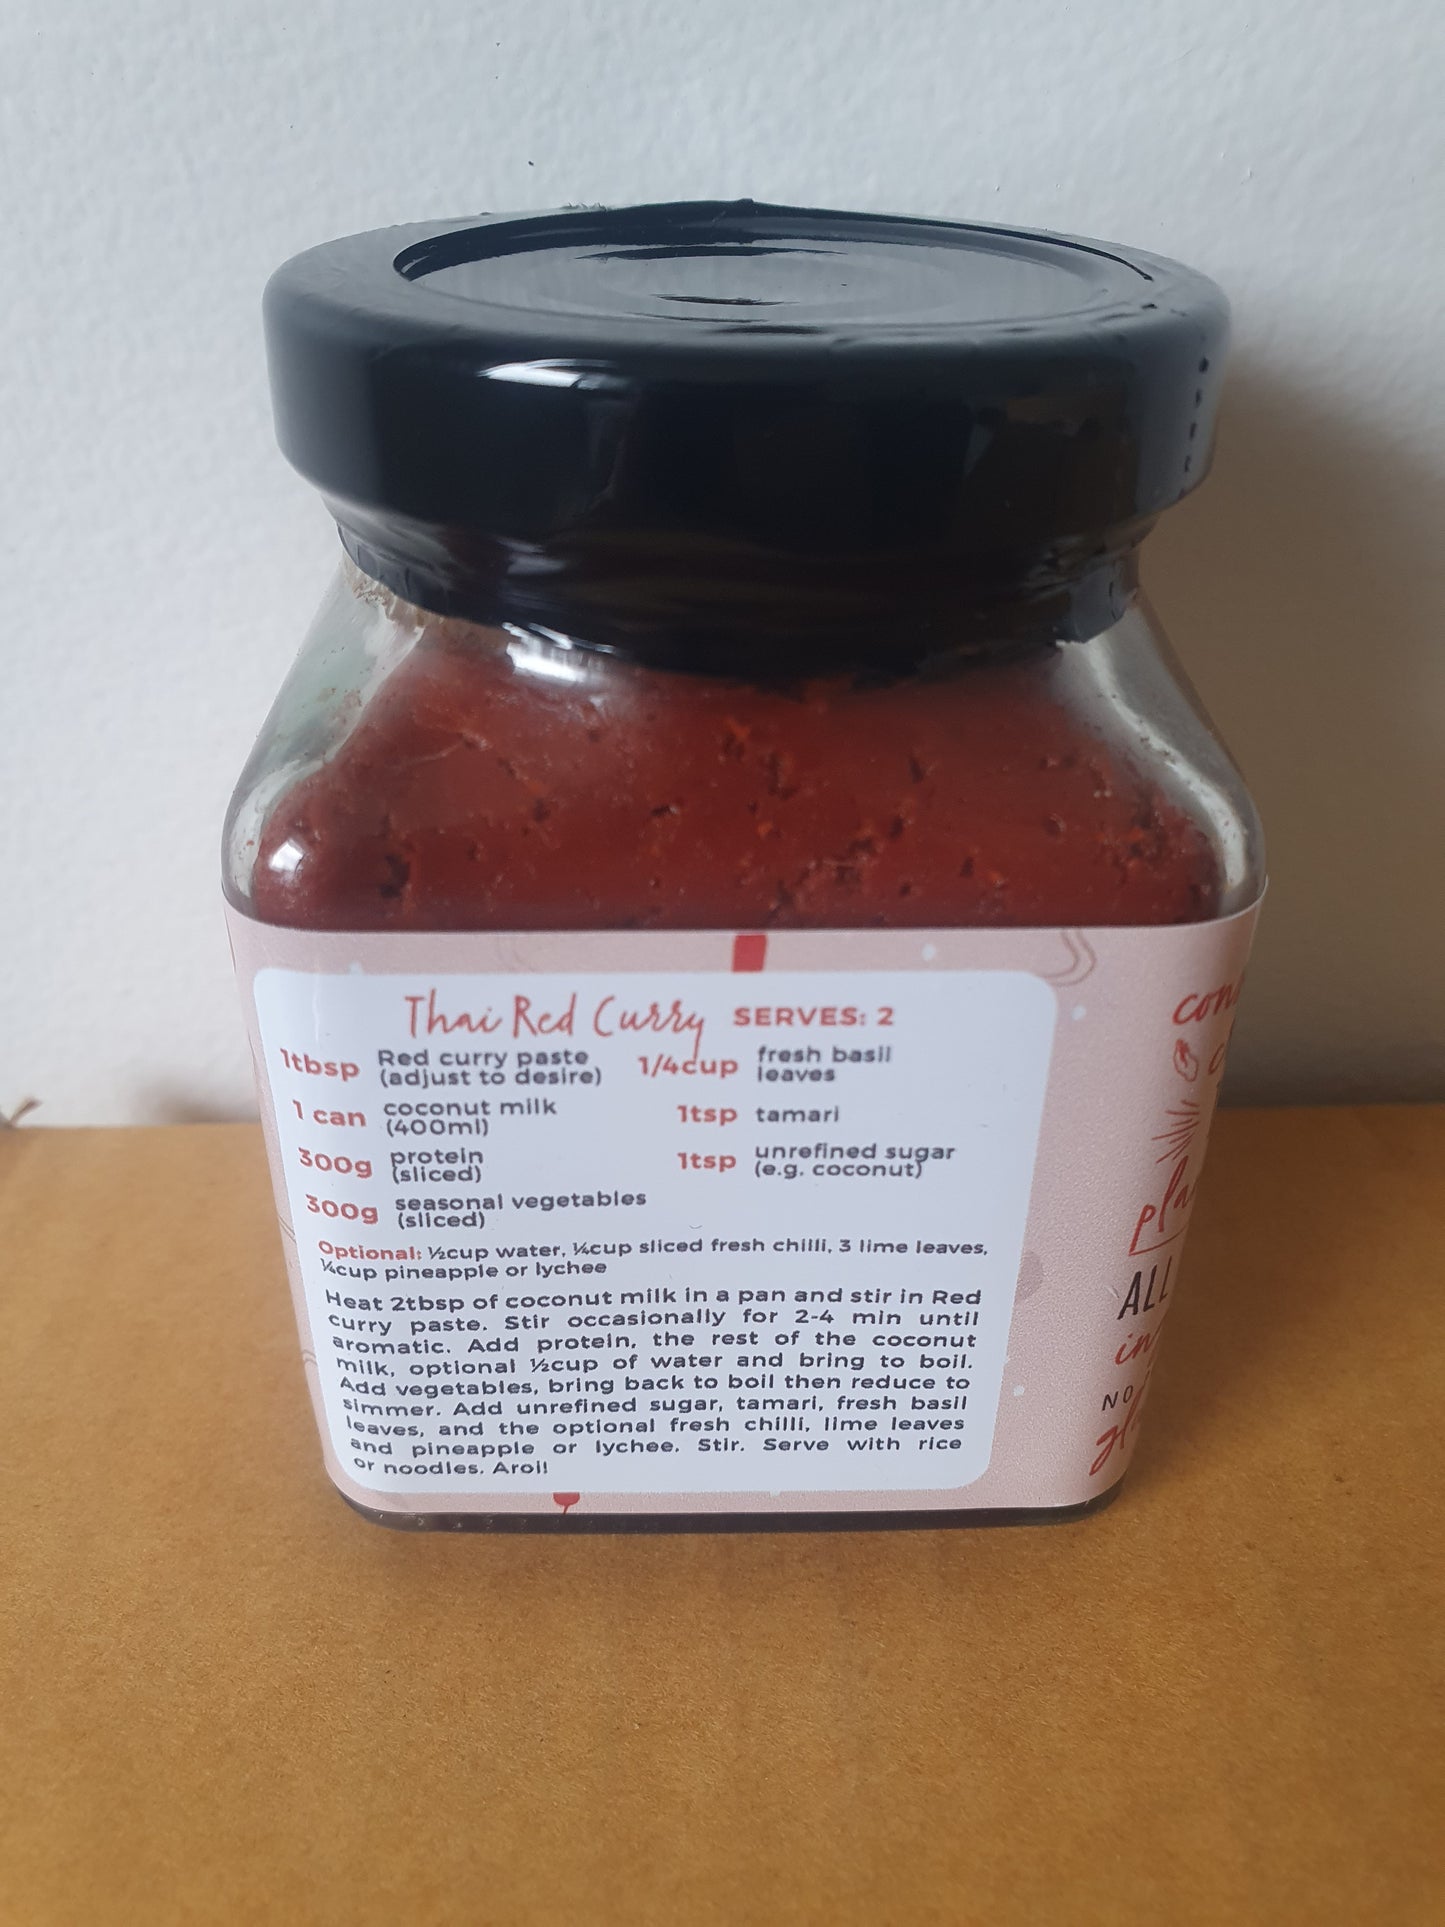 Thai Red Curry SERVES: 2
1tbsp Red curry paste
(adjust to desire)
1 can coconut milk
(400ml)
300g protein
(sliced)
300g seasonal vegetables
(sliced)
1/4cup fresh basil
leaves
1tsp tamari
1tsp unrefined sugar
(e.g. coconut)
Optional: ½cup water, ¼cup sliced fresh chilli, 3 lime leaves,
¼cup pineapple or lychee
Heat 2tbsp of coconut milk in a pan and stir in Red
curry paste. Stir occasionally for 2-4 min until
aromatic. Add protein, the rest of the coconut
milk, optional ½cup of water and bring to boil.
Add vegetables, bring back to boil then reduce to
simmer. Add unrefined sugar, tamari, fresh basil
leaves, and the optional fresh chilli, lime leaves
and pineapple or lychee. Stir. Serve with rice
or noodles. Aroi!
ALL
NO